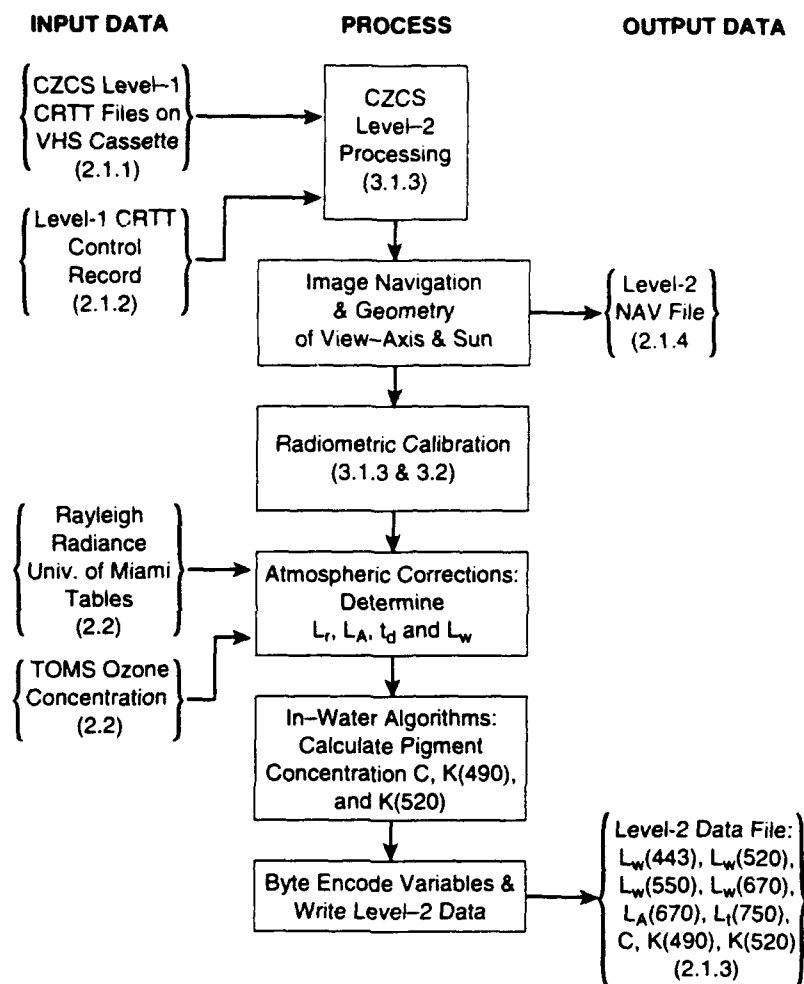 INPUT DATA
PROCESS
OUTPUT DATA
CZCS Level–1
CRTT Files on
VHS Cassette
(2.1.1)
CZCS
Level–2
Processing
(3.1.3)
Level-1 CRTT
Control
Record
(2.1.2)
Image Navigation
& Geometry
of View–Axis & Sun
Level-2
NAV File
(2.1.4
Radiometric Calibration
(3.1.3 & 3.2)
Rayleigh
Radiance
Univ. of Miami
Tables
(2.2)
Atmospheric Corrections:
Determine
Lr, LA, td and Lw
TOMS Ozone
Concentration
(2.2)
In–Water Algorithms:
Calculate Pigment
Concentration C, K(490),
and K(520)
Byte Encode Variables &
Write Level–2 Data
Level-2 Data File:
Lw(443), Lw(520),
Lw(550), Lw(670),
LA(670), Lt(750),
C, K(490), K(520)
(2.1.3)